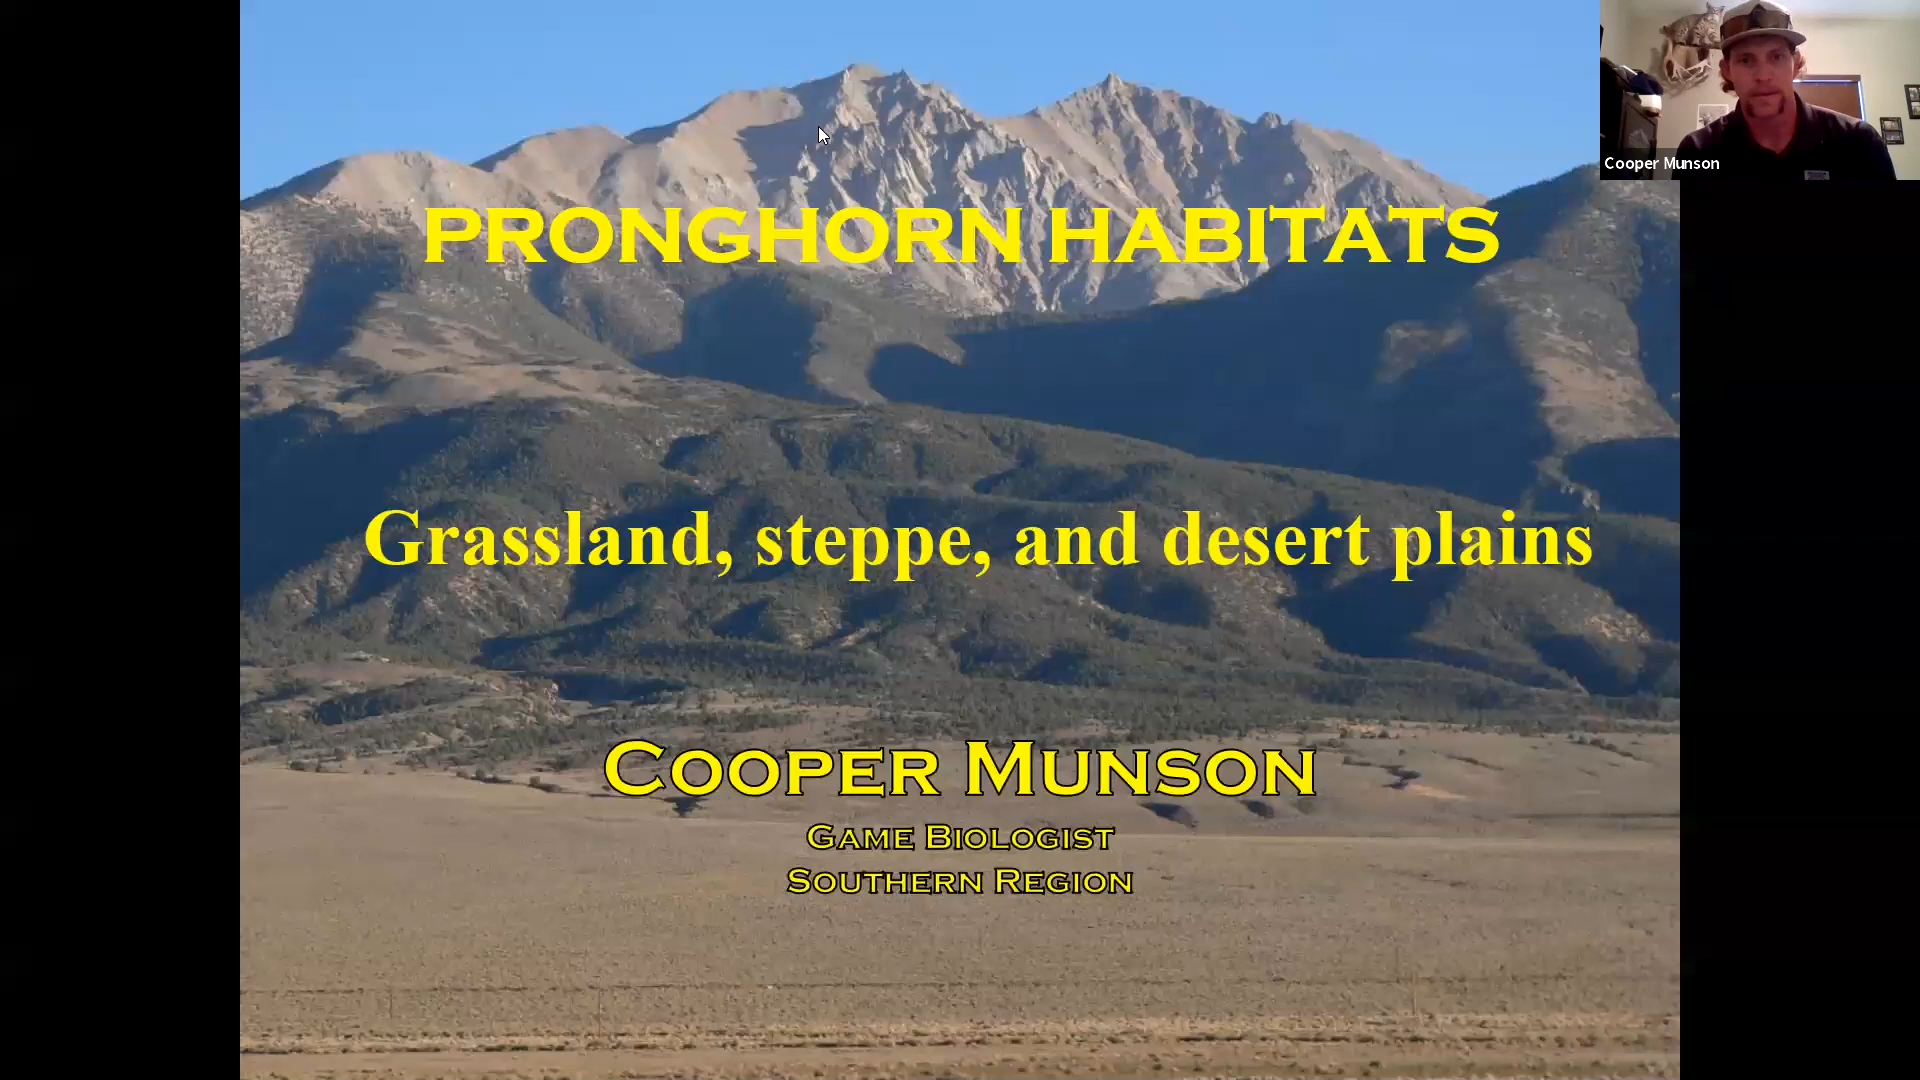 Cooper Munson
PRONGHORN HABITATS
Grassland, steppe, and desert plains
COOPER MUNSON
GAME BIOLOGIST
SOUTHERN REGION